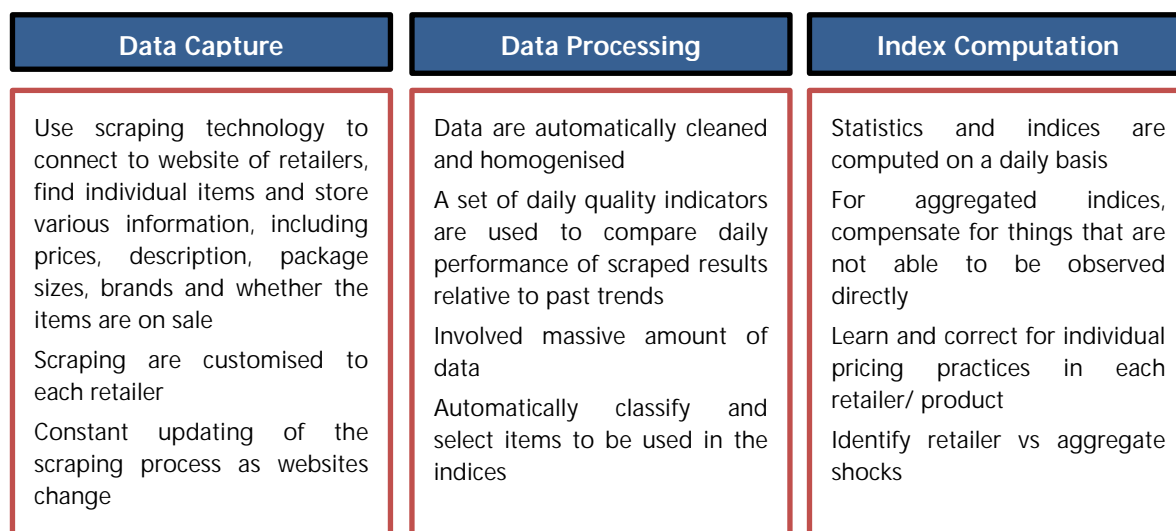 Data Capture
Use scraping technology to
connect to website of retailers,
find individual items and store
various information, including
prices, description, package
sizes, brands and whether the
items are on sale
Scraping are customised to
each retailer
Constant updating of the
scraping process as websites
change
Data Processing
Data are automatically cleaned
and homogenised
A set of daily quality indicators
are used to compare daily
performance of scraped results
relative to past trends
Involved massive amount of
data
Automatically classify and
select items to be used in the
indices
Index Computation
Statistics and indices are
computed on a daily basis
For aggregated indices,
compensate for things that are
not able to be observed
directly
Learn and correct for individual
pricing practices in each
retailer/ product
Identify retailer vs aggregate
shocks